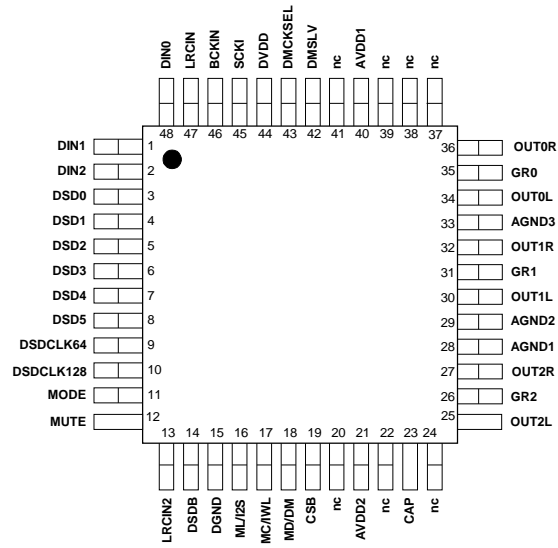 DIN0 LRCIN BCKIN SCKI DVDD DMCKSEL DMSLV nc AVDD1 nc nc nc
48 47 46 45 44 43 42 41 40 39 38 37
DIN1 1 36 OUT0R
DIN2 2 35 GR0
DSD0 3 34 OUT0L
DSD1 4 33 AGND3
DSD2 5 32 OUT1R
DSD3 6 31 GR1
DSD4 7 30 OUT1L
DSD5 8 29 AGND2
DSDCLK64 9 28 AGND1
DSDCLK128 10 27 OUT2R
MODE 11 26 GR2
MUTE 12 25 OUT2L
13 14 15 16 17 18 19 20 21 22 23 24
LRCIN2 DSDB DGND ML/I2S MC/IWL MD/DM CSB nc AVDD2 nc CAP nc